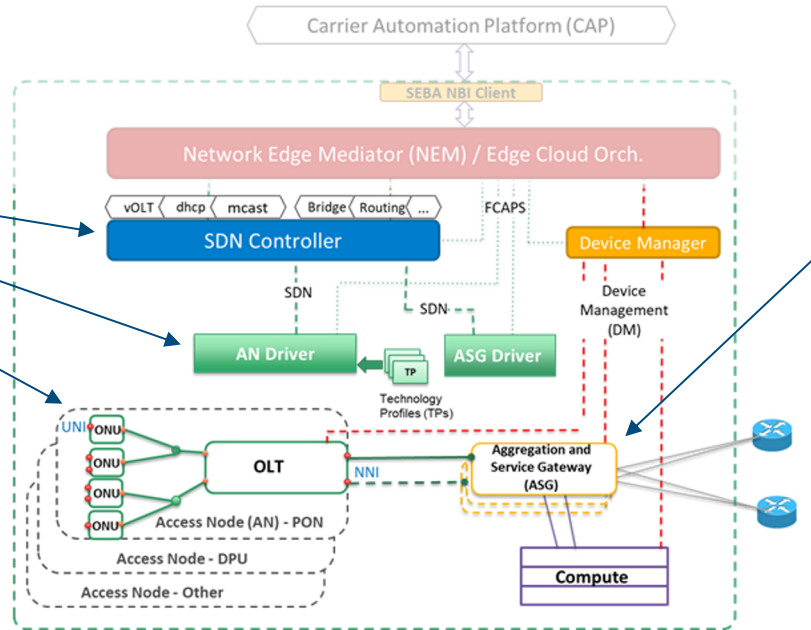 Carrier Automation Platform (CAP)
SEBA NBI Client
Network Edge Mediator (NEM) / Edge Cloud Orch.
vOLT
dhcp
mcast
Bridge
Routing
...
FCAPS
SDN Controller
Device Manager
SDN
SDN
Device
Management
(DM)
AN Driver
TP
ASG Driver
Technology
Profiles (TPs)
UNI
ONU
ONU
ONU
ONU
OLT
NNI
Aggregation and
Service Gateway
(ASG)
Access Node (AN) - PON
Access Node - DPU
Access Node - Other
Compute